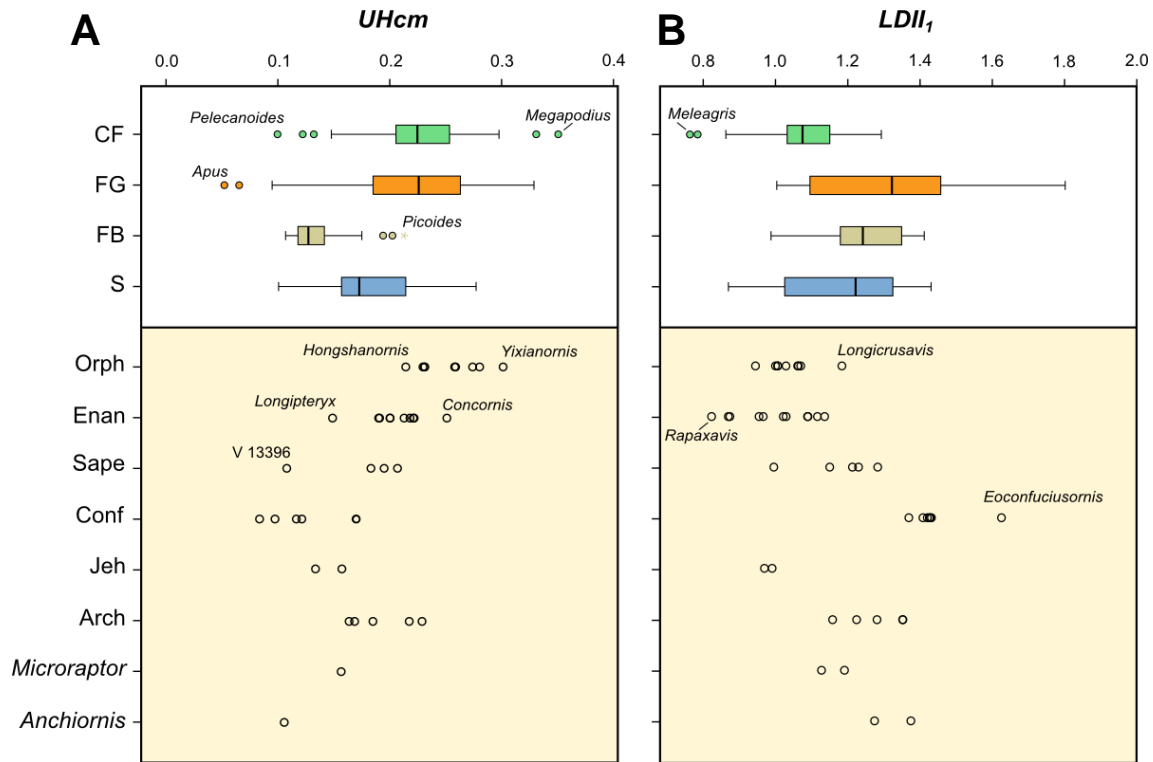 A
UHcm
B
LDII1
0.0 0.1 0.2 0.3 0.4
0.8 1.0 1.2 1.4 1.6 1.8 2.0
CF
Pelecanoides
Megapodius
Meleagris
FG
Apus
FB
Picoides
S
Orph
Hongshanornis
Yixianornis
Longicrusavis
Enan
Longipteryx
Concornis
Rapaxavis
Sape
V 13396
Conf
Eoconfuciusornis
Jeh
Arch
Microraptor
Anchiornis